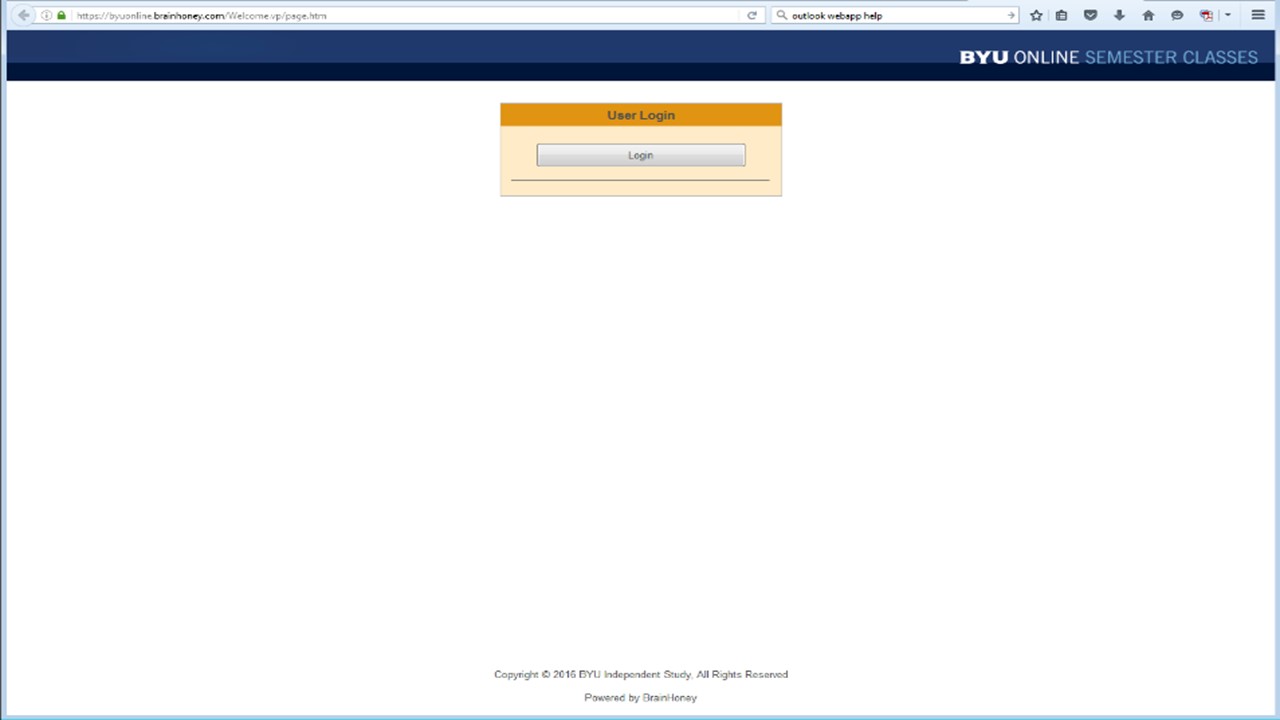 https://byuonline.brainhoney.com/Welcome.vp/page.htm
outlook webapp help
BYU ONLINE SEMESTER CLASSES
User Login
Login
Copyright © 2016 BYU Independent Study, All Rights Reserved
Powered by BrainHoney